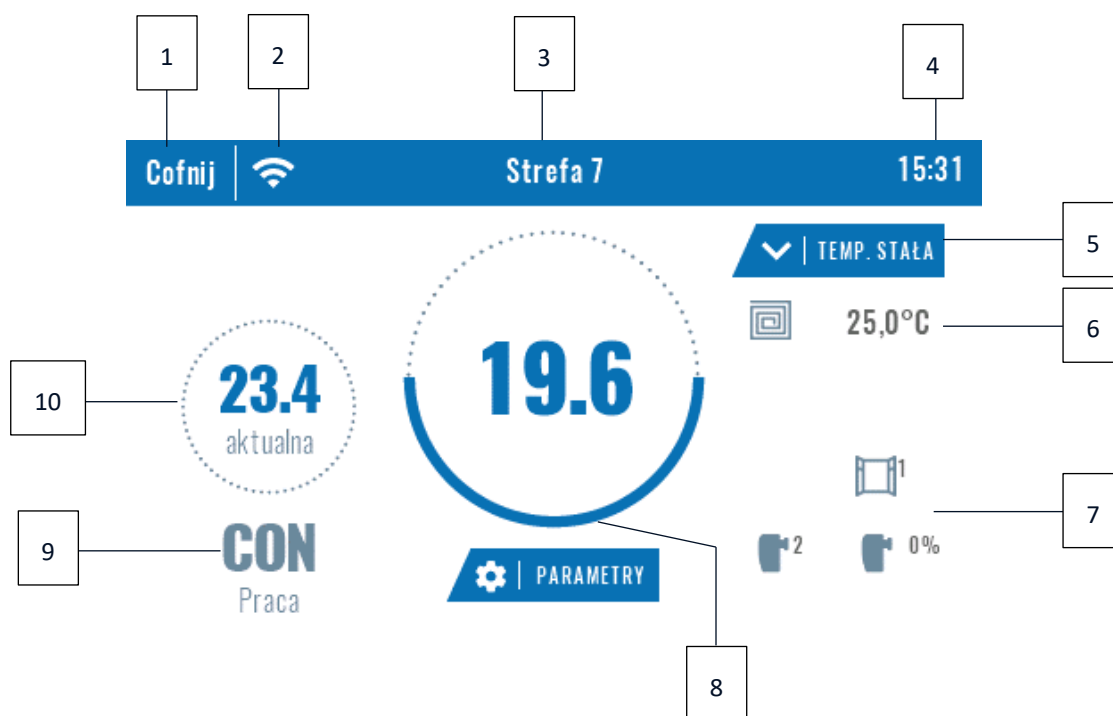 1
2
3
4
Cofnij
Strefa 7
15:31
5
TEMP. STAŁA
25,0°C
6
19.6
10
23.4
aktualna
1
7
9
CON
Praca
2
0%
PARAMETRY
8